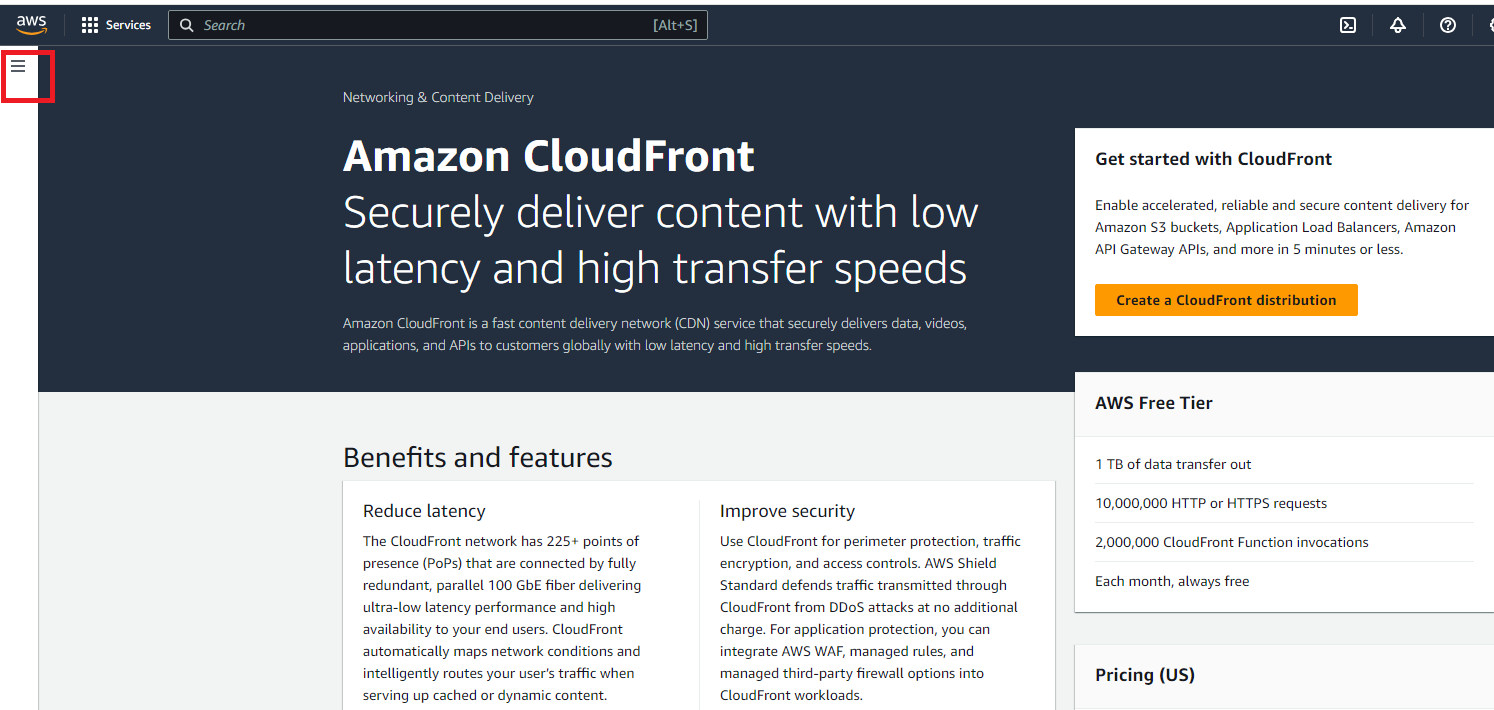 aws
Services
Search
[Alt+S]
Networking & Content Delivery
Amazon CloudFront
Securely deliver content with low
latency and high transfer speeds
Amazon CloudFront is a fast content delivery network (CDN) service that securely delivers data, videos,
applications, and APIs to customers globally with low latency and high transfer speeds.
Get started with CloudFront
Enable accelerated, reliable and secure content delivery for
Amazon S3 buckets, Application Load Balancers, Amazon
API Gateway APIs, and more in 5 minutes or less.
Create a CloudFront distribution
AWS Free Tier
1 TB of data transfer out
10,000,000 HTTP or HTTPS requests
2,000,000 CloudFront Function invocations
Each month, always free
Pricing (US)
Benefits and features
Reduce latency
The CloudFront network has 225+ points of
presence (PoPs) that are connected by fully
redundant, parallel 100 GbE fiber delivering
ultra-low latency performance and high
availability to your end users. CloudFront
automatically maps network conditions and
intelligently routes your user’s traffic when
serving up cached or dynamic content.
Improve security
Use CloudFront for perimeter protection, traffic
encryption, and access controls. AWS Shield
Standard defends traffic transmitted through
CloudFront from DDoS attacks at no additional
charge. For application protection, you can
integrate AWS WAF, managed rules, and
managed third-party firewall options into
CloudFront workloads.